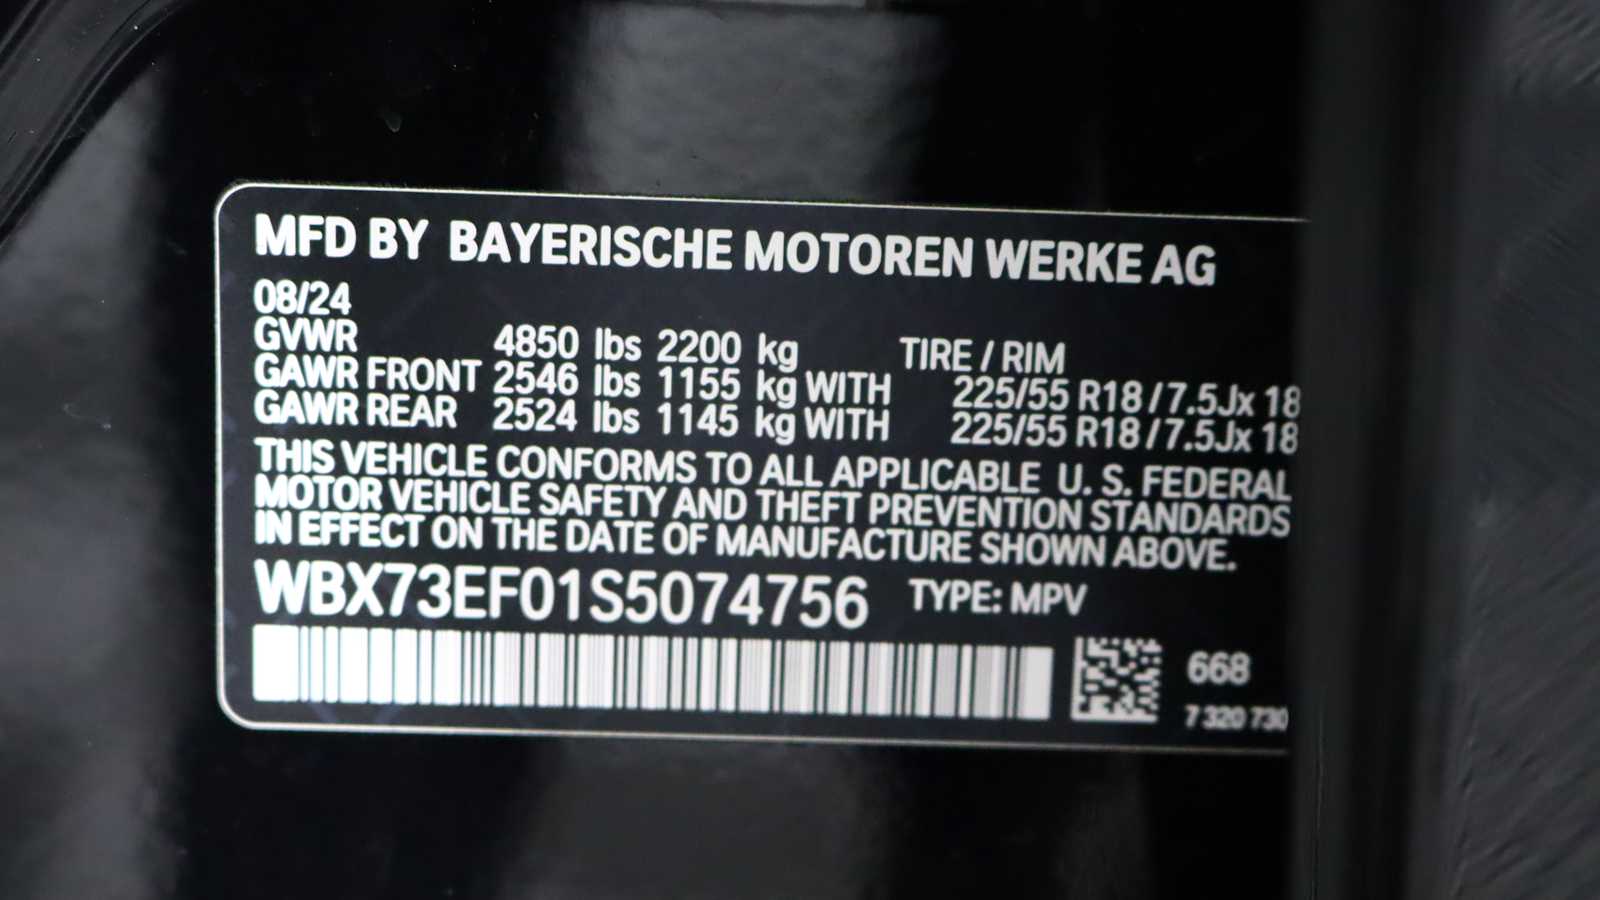 MFD BY BAYERISCHE MOTOREN WERKE AG
08/24
GVWR 4850 lbs 2200 kg TIRE / RIM
GAWR FRONT 2546 lbs 1155 kg WITH 225/55 R18 / 7.5Jx 18
GAWR REAR 2524 lbs 1145 kg WITH 225/55 R18 / 7.5Jx 18
THIS VEHICLE CONFORMS TO ALL APPLICABLE U. S. FEDERAL
MOTOR VEHICLE SAFETY AND THEFT PREVENTION STANDARDS
IN EFFECT ON THE DATE OF MANUFACTURE SHOWN ABOVE.
WBX73EF01S5074756 TYPE: MPV
668
7 320 730